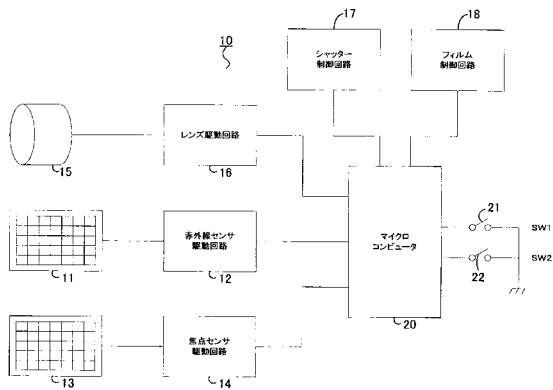 17
18
10
シャッター
制御回路
フィルム
制御回路
レンズ駆動回路
15
16
マイクロ
コンピュータ
21
SW1
赤外線センサ
駆動回路
SW2
22
11
12
20
焦点センサ
駆動回路
13
14